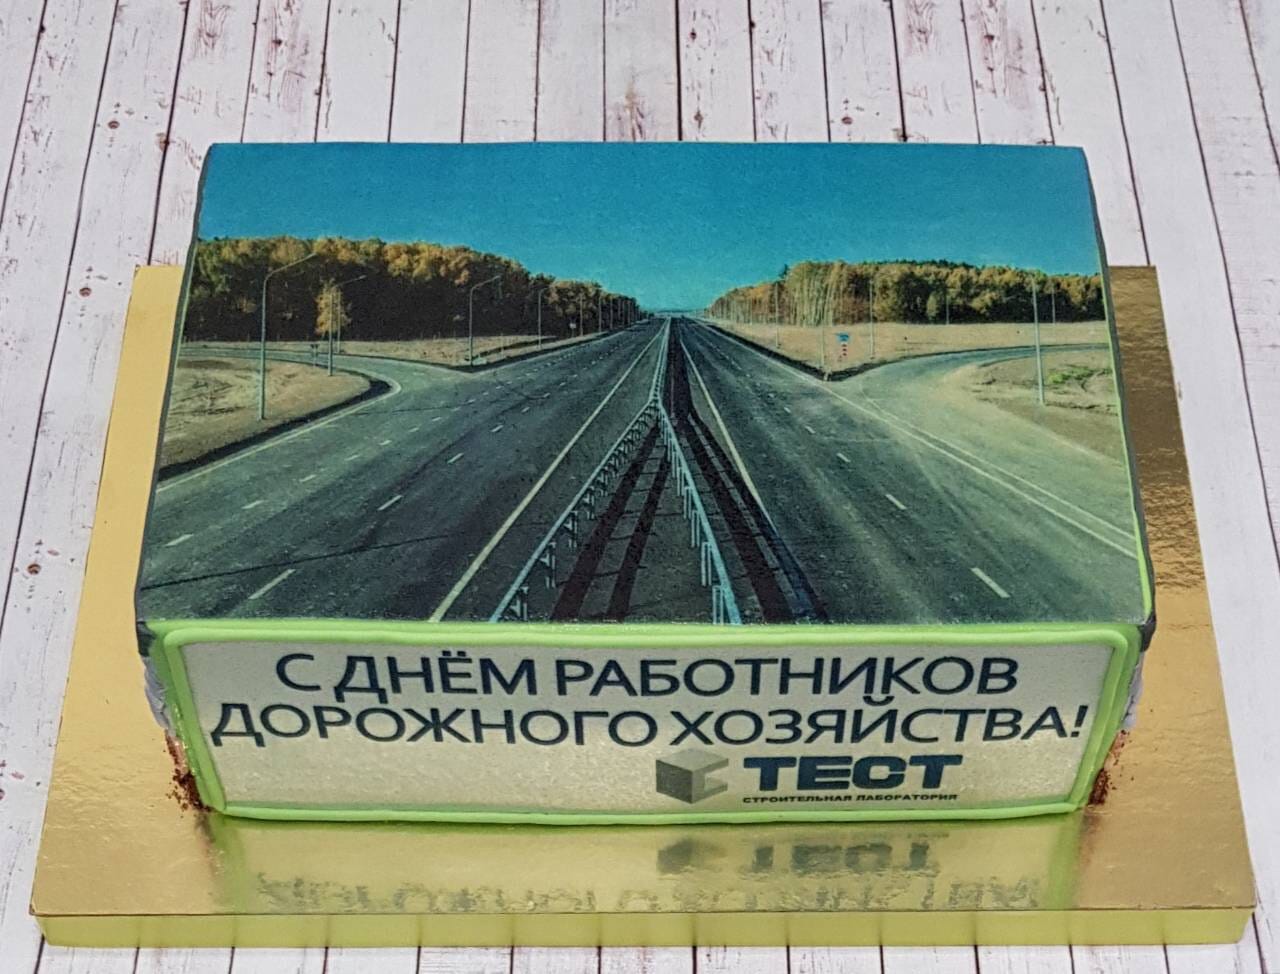 С ДНЁМ РАБОТНИКОВ
ДОРОЖНОГО ХОЗЯЙСТВА!
ТЕСТ
СТРОИТЕЛЬНАЯ ЛАБОРАТОРИЯ